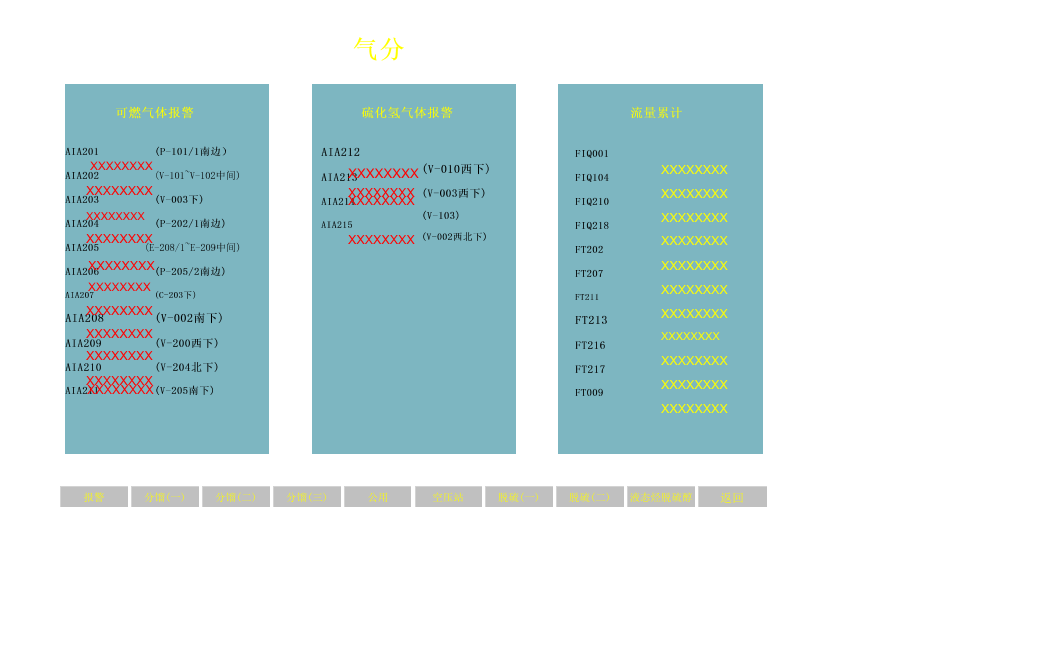 气分
可燃气体报警
AIA201 (P-101/1南边)
XXXXXXXX
AIA202 (V-101~V-102中间)
XXXXXXXX
AIA203 (V-003下)
XXXXXXXX
AIA204 (P-202/1南边)
XXXXXXXX
AIA205 (E-208/1~E-209中间)
XXXXXXXX
AIA206 (P-205/2南边)
XXXXXXXX
AIA207 (C-203下)
XXXXXXXX
AIA208 (V-002南下)
XXXXXXXX
AIA209 (V-200西下)
XXXXXXXX
AIA210 (V-204北下)
XXXXXXXX
AIA211 XXXXXXXX (V-205南下)
硫化氢气体报警
AIA212
XXXXXXXX (V-010西下)
AIA213
XXXXXXXX (V-003西下)
AIA214 XXXXXXXX
(V-103)
AIA215
XXXXXXXX (V-002西北下)
流量累计
FIQ001
XXXXXXXX
FIQ104
XXXXXXXX
FIQ210
XXXXXXXX
FIQ218
XXXXXXXX
FT202
XXXXXXXX
FT207
XXXXXXXX
FT211
XXXXXXXX
FT213
XXXXXXXX
FT216
XXXXXXXX
FT217
XXXXXXXX
FT009
XXXXXXXX
报警 分馏(一) 分馏(二) 分馏(三) 公用 空压站 脱硫(一) 脱硫(二) 液态烃脱硫醇 返回